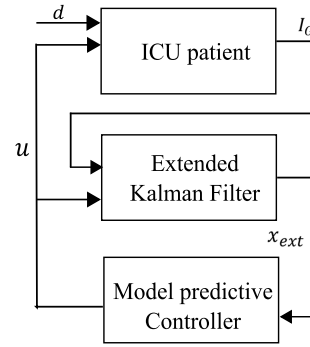 d
ICU patient
u
Extended
Kalman Filter
x_ext
Model predictive
Controller